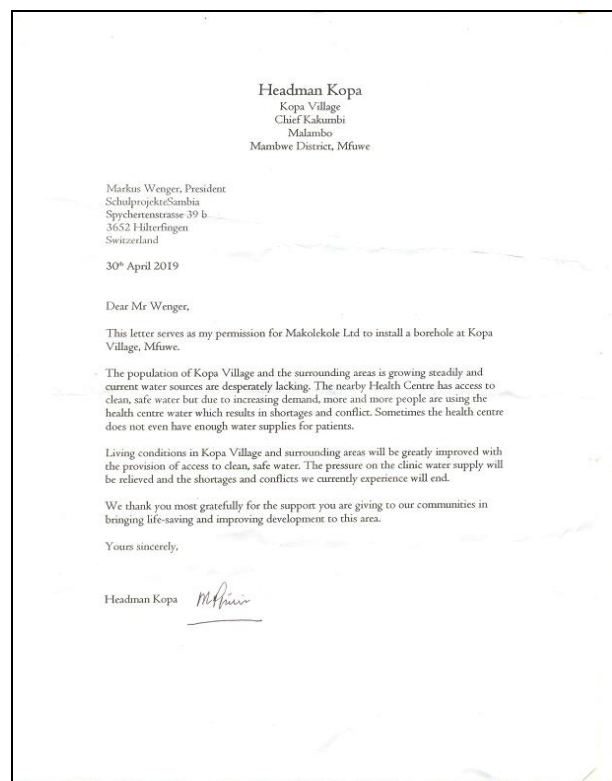 Headman Kopa
Kopa Village
Chief Kakumbi
Malambo
Mambwe District, Mfuwe
Markus Wenger, President
SchulprojekteSambia
Spychertenstrasse 39 b
3652 Hilterfingen
Switzerland
30th April 2019
Dear Mr Wenger,
This letter serves as my permission for Makolekole Ltd to install a borehole at Kopa
Village, Mfuwe.
The population of Kopa Village and the surrounding areas is growing steadily and
current water sources are desperately lacking. The nearby Health Centre has access to
clean, safe water but due to increasing demand, more and more people are using the
health centre water which results in shortages and conflict. Sometimes the health centre
does not even have enough water supplies for patients.
Living conditions in Kopa Village and surrounding areas will be greatly improved with
the provision of access to clean, safe water. The pressure on the clinic water supply will
be relieved and the shortages and conflicts we currently experience will end.
We thank you most gratefully for the support you are giving to our communities in
bringing life-saving and improving development to this area.
Yours sincerely,
Headman Kopa